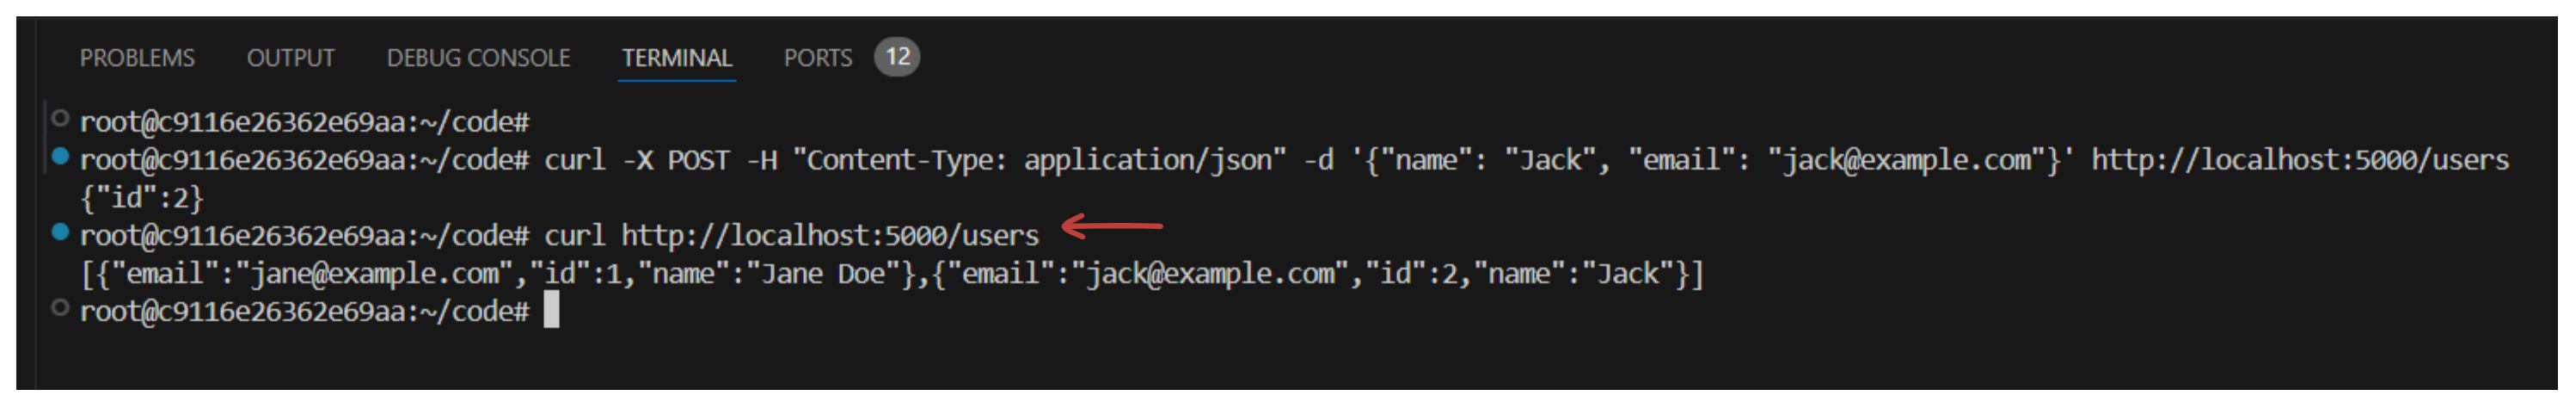 PROBLEMS OUTPUT DEBUG CONSOLE TERMINAL PORTS 12
root@c9116e26362e69aa:~/code#
root@c9116e26362e69aa:~/code# curl -X POST -H "Content-Type: application/json" -d '{"name": "Jack", "email": "jack@example.com"}' http://localhost:5000/users
{"id":2}
root@c9116e26362e69aa:~/code# curl http://localhost:5000/users
[{"email":"jane@example.com","id":1,"name":"Jane Doe"},{"email":"jack@example.com","id":2,"name":"Jack"}]
root@c9116e26362e69aa:~/code#